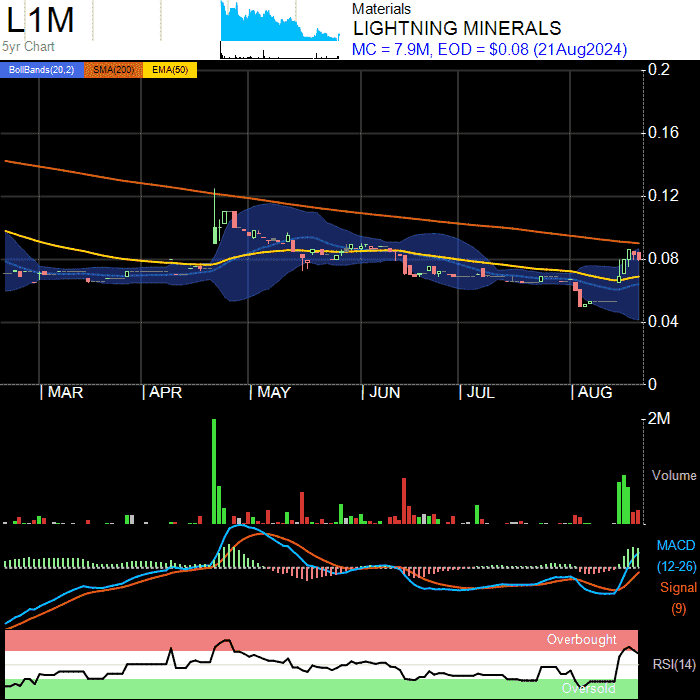 L1M
5yr Chart
Materials
LIGHTNING MINERALS
MC = 7.9M, EOD = $0.08 (21Aug2024)
BollBands(20,2) SMA(200) EMA(50)
0.2
0.16
0.12
0.08
0.04
0
MAR APR MAY JUN JUL AUG
2M
Volume
MACD
(12-26)
Signal
(9)
Overbought
RSI(14)
Oversold